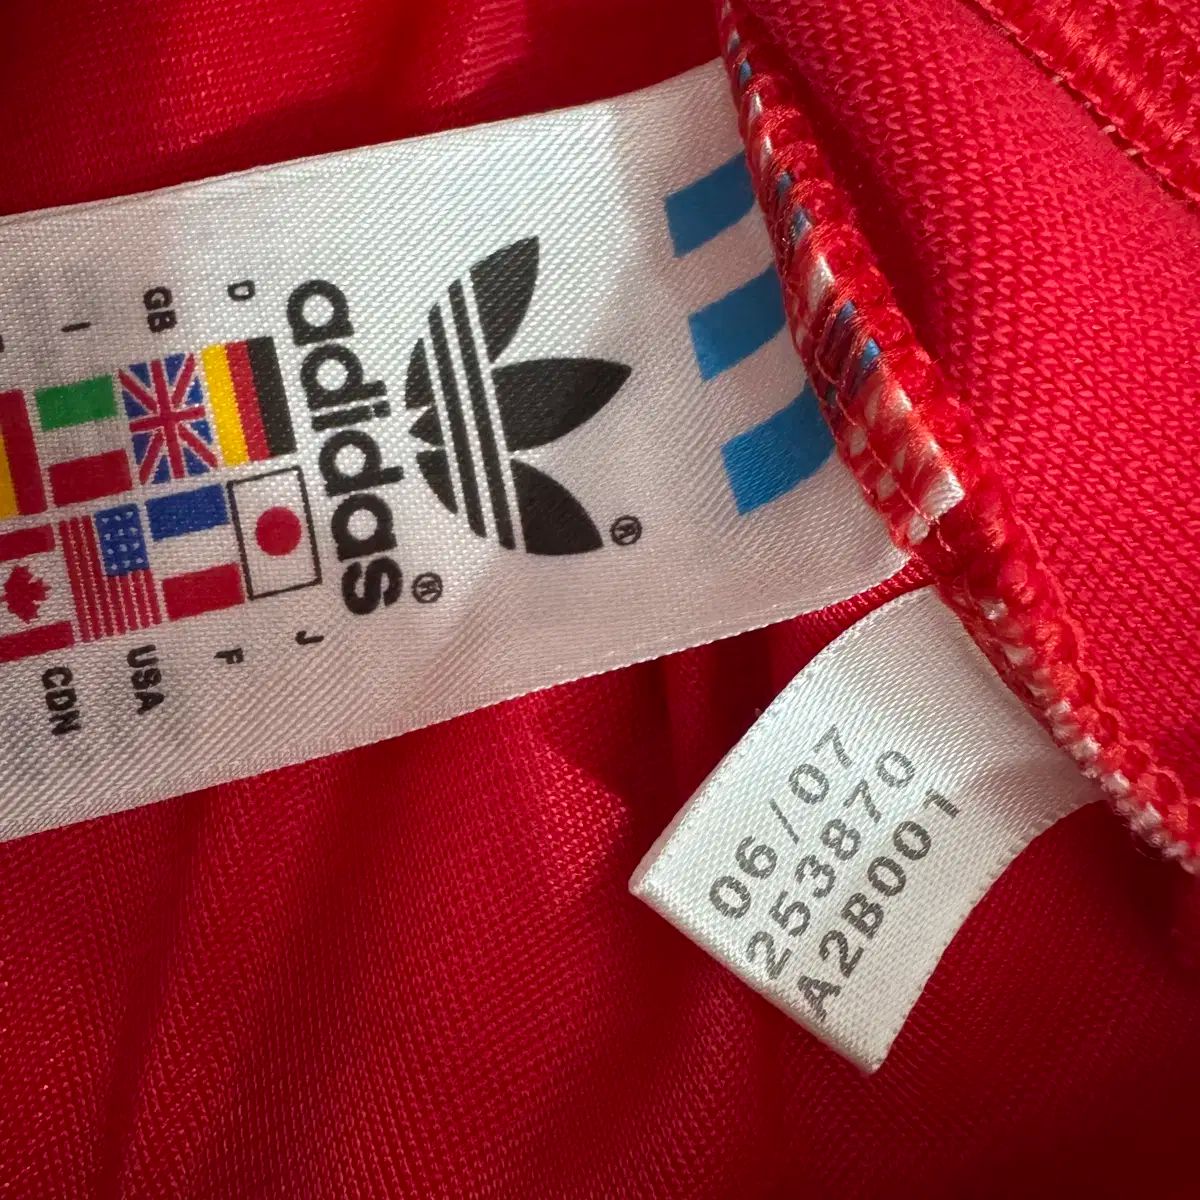 ®
adidas®
D
J
GB
F
I
USA
CDN
06/07
253870
A2B001